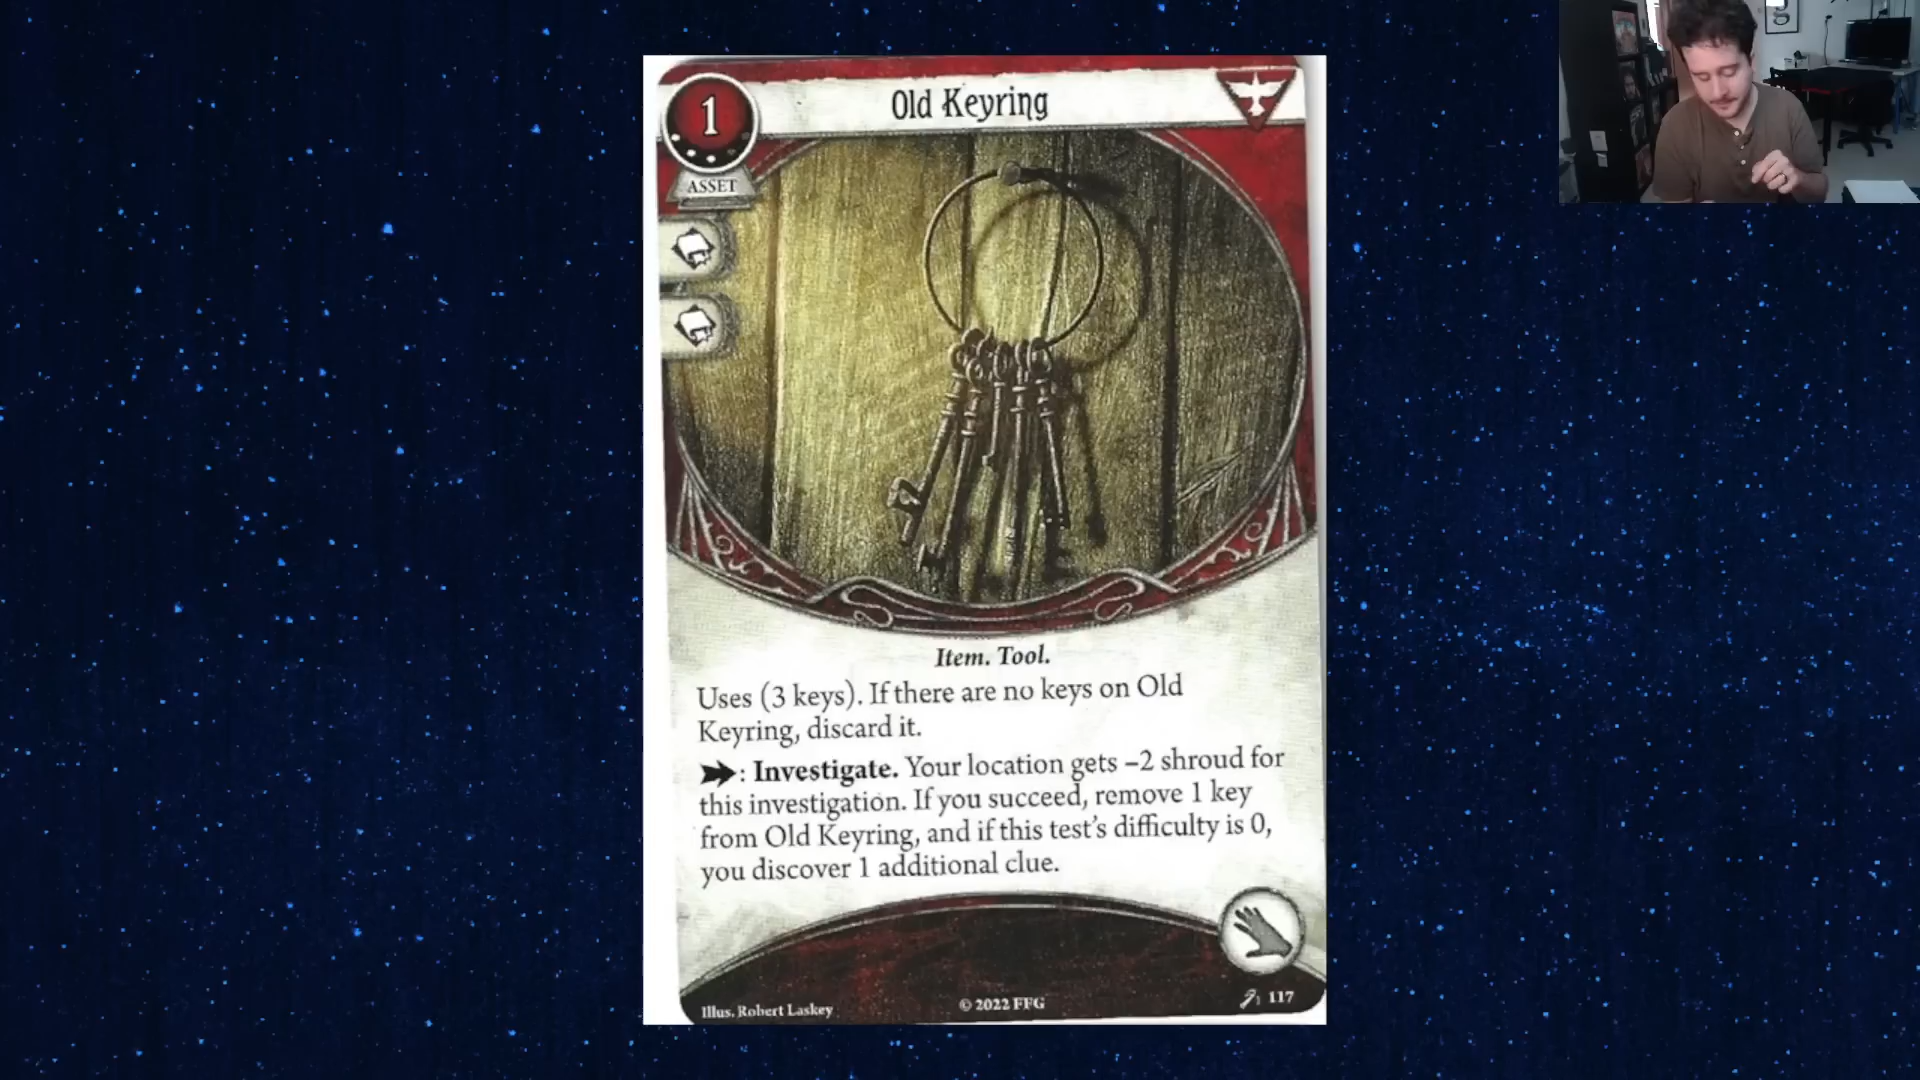 1
Old Keyring
ASSET
Item. Tool.
Uses (3 keys). If there are no keys on Old
Keyring, discard it.
: Investigate. Your location gets –2 shroud for
this investigation. If you succeed, remove 1 key
from Old Keyring, and if this test's difficulty is 0,
you discover 1 additional clue.
Illus. Robert Laskey
© 2022 FFG
117